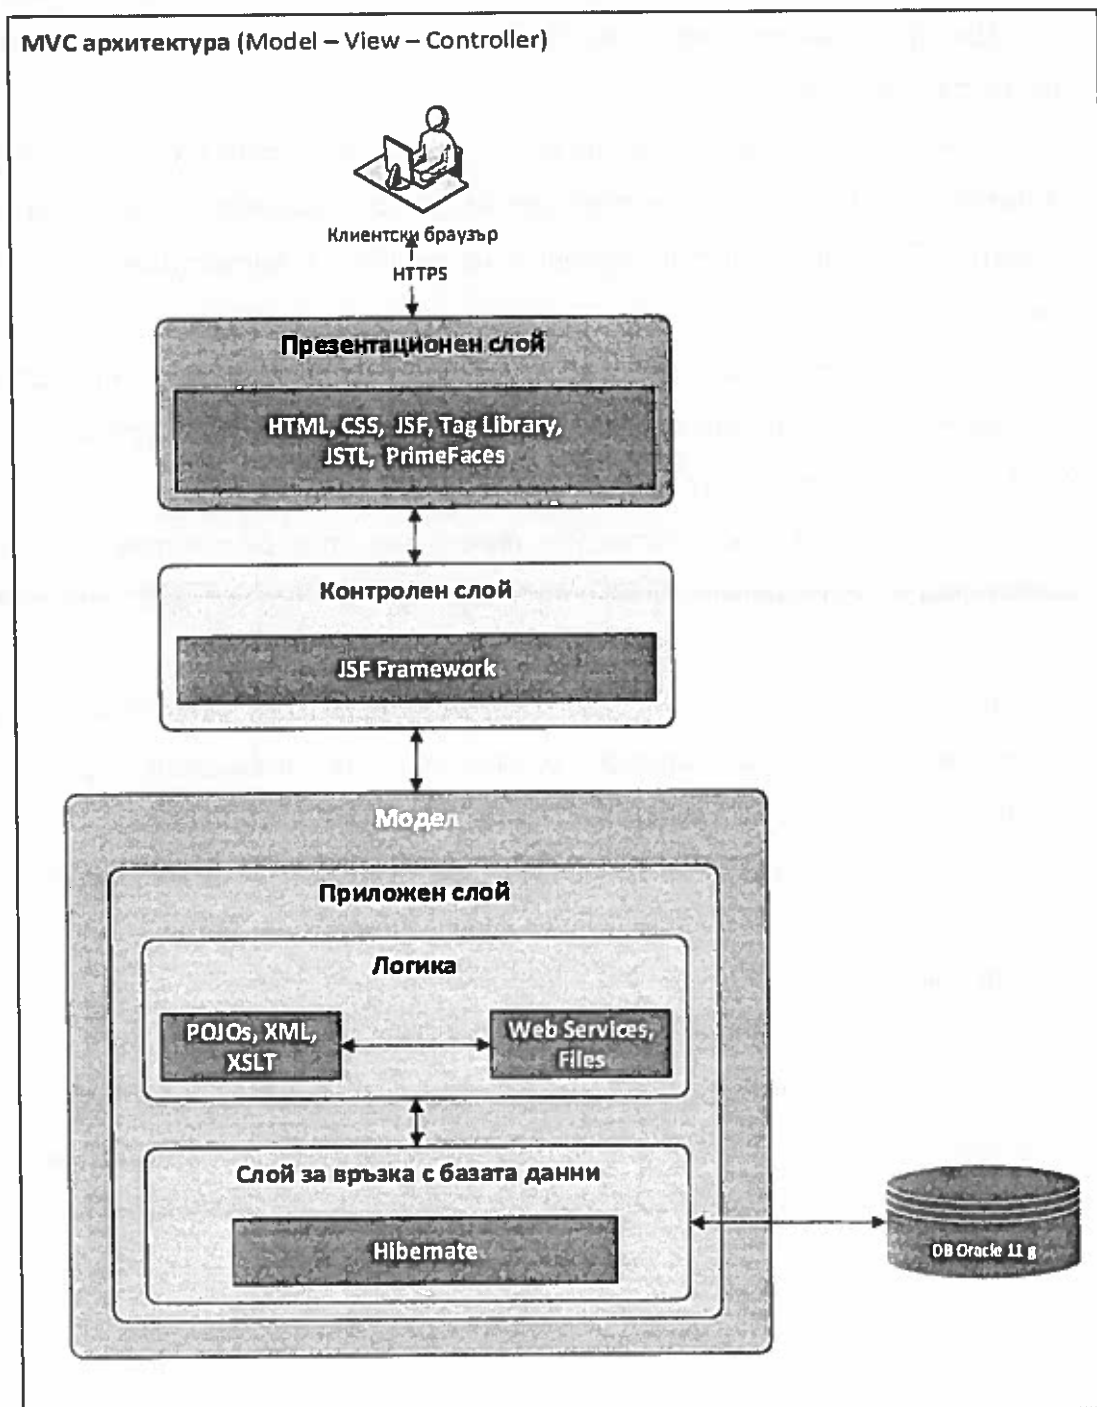 MVC архитектура (Model – View – Controller)
Клиентски браузър
HTTPS
Презентационен слой
HTML, CSS, JSF, Tag Library,
JSTL, PrimeFaces
Контролен слой
JSF Framework
Модел
Приложен слой
Логика
POJOs, XML,
XSLT
Web Services,
Files
Слой за връзка с базата данни
Hibernate
DB Oracle 11 g